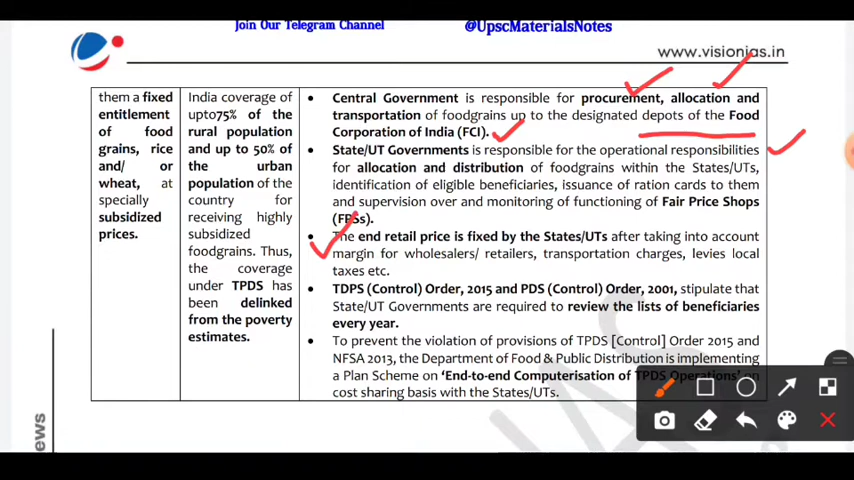 Join Our Telegram Channel @UpscMaterialsNotes
www.visionias.in
them a fixed
entitlement of food
grains, rice
and/ or
wheat, at
specially
subsidized
prices.
India coverage of
upto75% of the
rural population
and up to 50% of
the urban
population of the
country for
receiving highly
subsidized
foodgrains. Thus,
the coverage
under TPDS has
been delinked
from the poverty
estimates.
• Central Government is responsible for procurement, allocation and
transportation of foodgrains up to the designated depots of the Food
Corporation of India (FCI).
• State/UT Governments is responsible for the operational responsibilities
for allocation and distribution of foodgrains within the States/UTs,
identification of eligible beneficiaries, issuance of ration cards to them
and supervision over and monitoring of functioning of Fair Price Shops
(FPSs).
• The end retail price is fixed by the States/UTs after taking into account
margin for wholesalers/ retailers, transportation charges, levies local
taxes etc.
• TDPS (Control) Order, 2015 and PDS (Control) Order, 2001, stipulate that
State/UT Governments are required to review the lists of beneficiaries
every year.
• To prevent the violation of provisions of TPDS [Control] Order 2015 and
NFSA 2013, the Department of Food & Public Distribution is implementing
a Plan Scheme on 'End-to-end Computerisation of TPDS Operations' on
cost sharing basis with the States/UTs.
ews